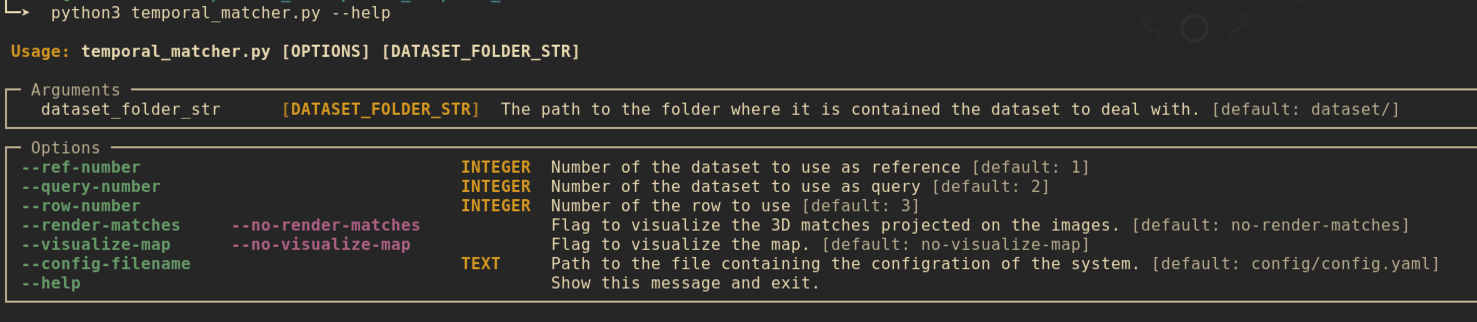 python3 temporal_matcher.py --help
Usage: temporal_matcher.py [OPTIONS] [DATASET_FOLDER_STR]
Arguments
dataset_folder_str [DATASET_FOLDER_STR] The path to the folder where it is contained the dataset to deal with. [default: dataset/]
Options
--ref-number INTEGER Number of the dataset to use as reference [default: 1]
--query-number INTEGER Number of the dataset to use as query [default: 2]
--row-number INTEGER Number of the row to use [default: 3]
--render-matches --no-render-matches Flag to visualize the 3D matches projected on the images. [default: no-render-matches]
--visualize-map --no-visualize-map Flag to visualize the map. [default: no-visualize-map]
--config-filename TEXT Path to the file containing the configration of the system. [default: config/config.yaml]
--help Show this message and exit.